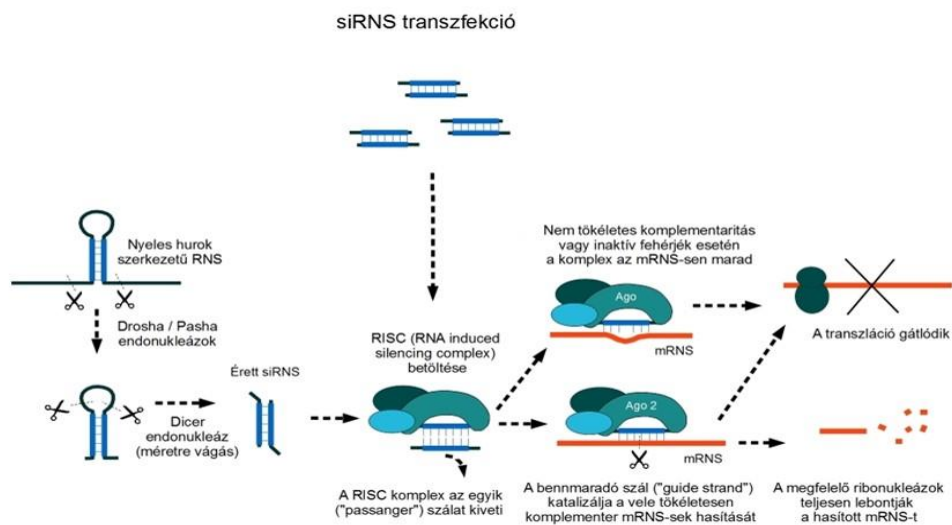 siRNS transzfekció
Nyeles hurok
szerkezetű RNS
Drosha / Pasha
endonukleázok
Dicer
endonukleáz
(méretre vágás)
Érett siRNS
RISC (RNA induced
silencing complex)
betöltése
A RISC komplex az egyik
("passanger") szálat kiveti
Nem tökéletes komplementaritás
vagy inaktív fehérjék esetén
a komplex az mRNS-sen marad
Ago
mRNS
Ago 2
mRNS
A bennmaradó szál ("guide strand")
katalizálja a vele tökéletesen
komplementer mRNS-sek hasítását
A transzláció gátlódik
A megfelelő ribonukleázok
teljesen lebontják
a hasított mRNS-t